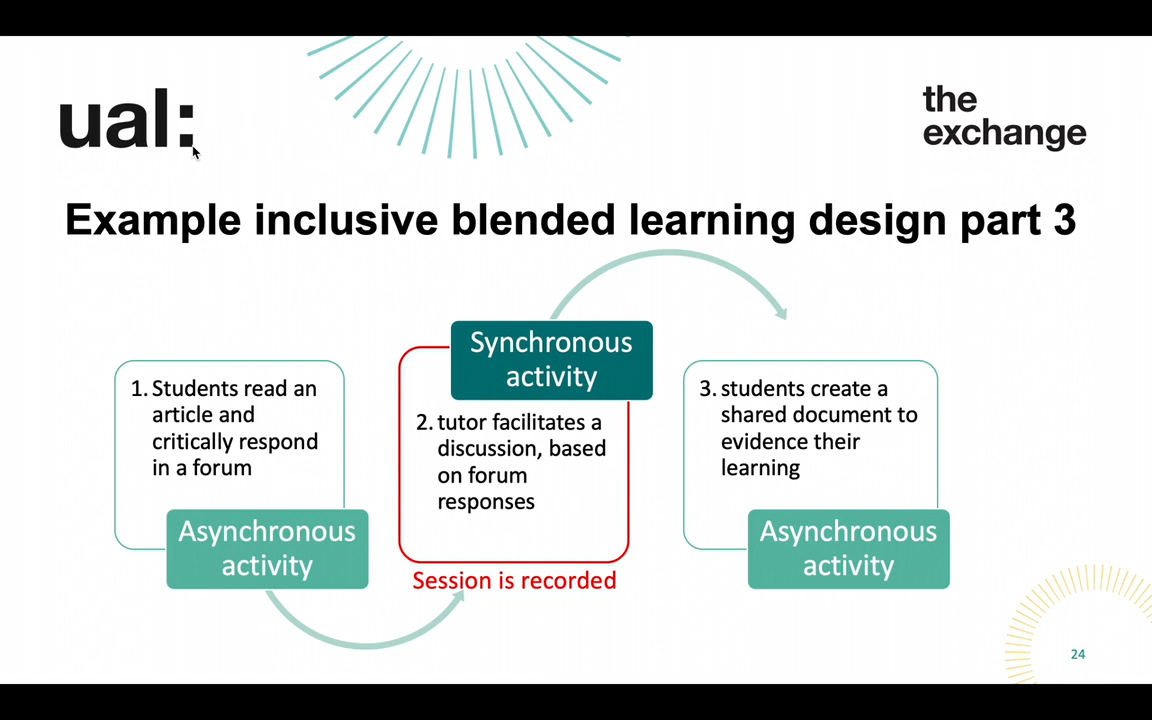 ual:
the
exchange
Example inclusive blended learning design part 3
1. Students read an
article and
critically respond
in a forum
Asynchronous
activity
Synchronous
activity
2. tutor facilitates a
discussion, based
on forum
responses
Session is recorded
3. students create a
shared document to
evidence their
learning
Asynchronous
activity
24